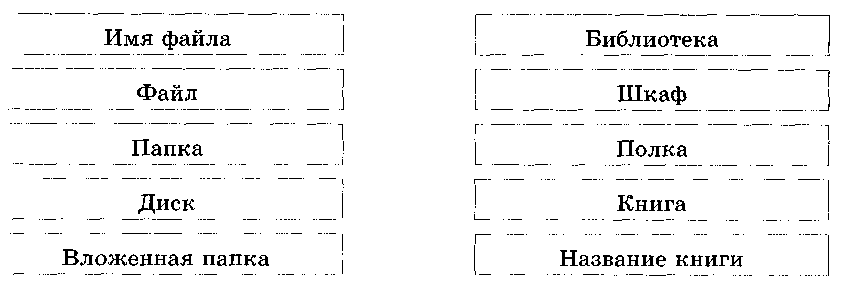 Имя файла
Библиотека
Файл
Шкаф
Папка
Полка
Диск
Книга
Вложенная папка
Название книги